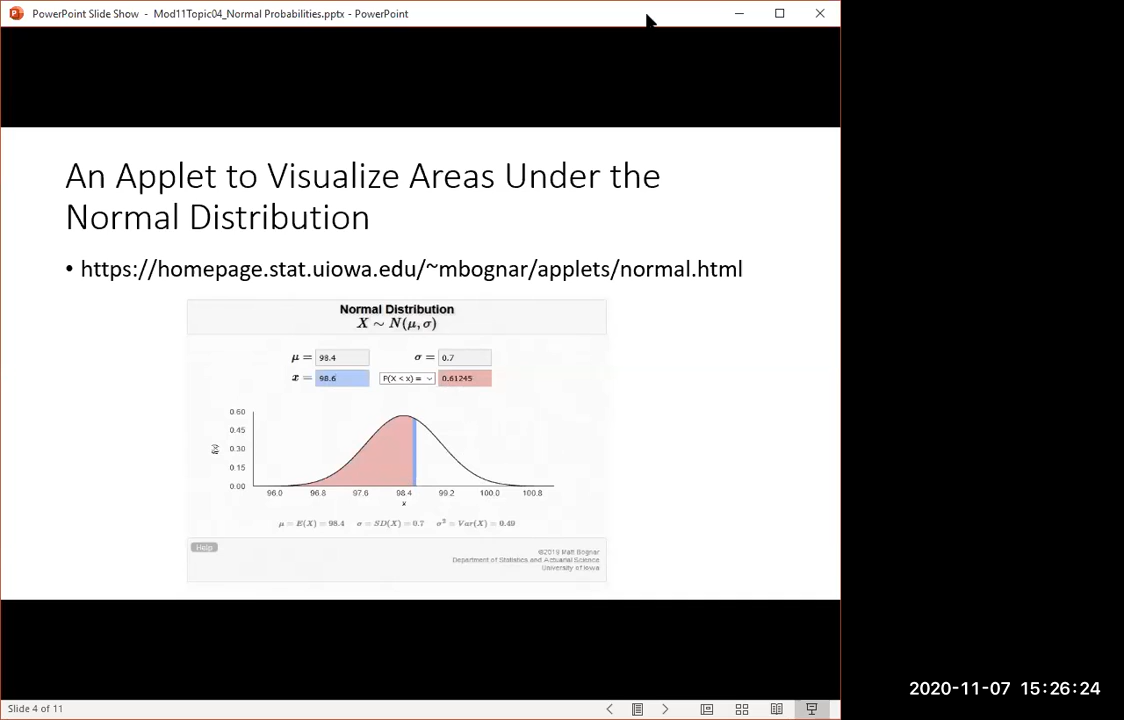 PowerPoint Slide Show - Mod11Topic04_Normal Probabilities.pptx - PowerPoint
An Applet to Visualize Areas Under the
Normal Distribution
• https://homepage.stat.uiowa.edu/~mbognar/applets/normal.html
Normal Distribution
X ~ N(μ, σ)
μ = 98.4 σ = 0.7
x = 98.6 P(X < x) = 0.61245
0.60
0.45
0.30
0.15
0.00
f(x)
96.0 96.8 97.6 98.4 99.2 100.0 100.8
x
μ = E(X) = 98.4 σ = SD(X) = 0.7 σ² = Var(X) = 0.49
Help
©2019 Matt Bognar
Department of Statistics and Actuarial Science
University of Iowa
2020-11-07 15:26:24
Slide 4 of 11